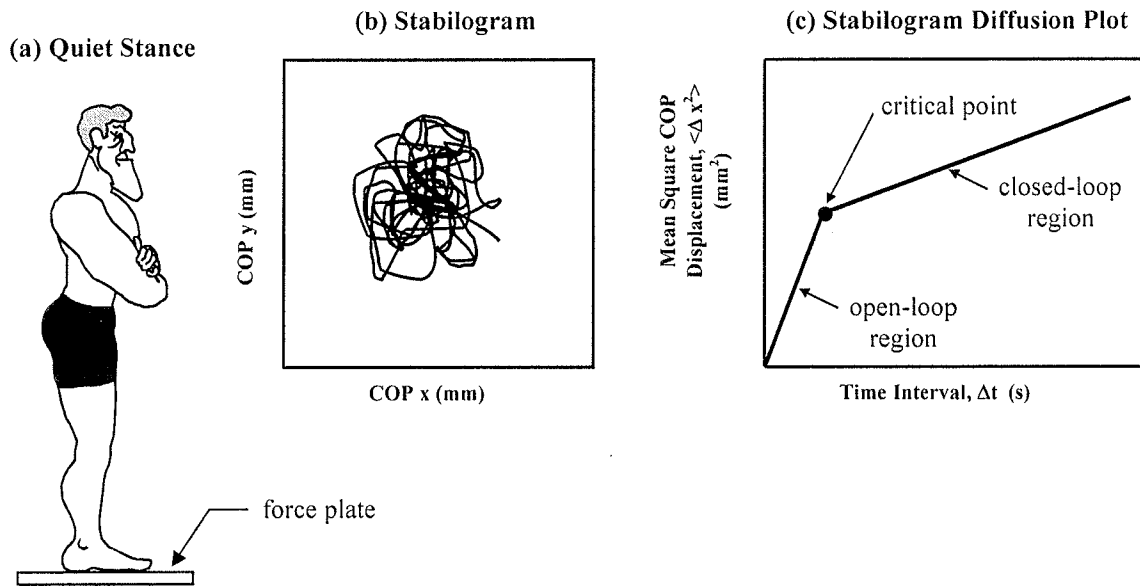 (a) Quiet Stance
force plate
(b) Stabilogram
COP y (mm)
COP x (mm)
(c) Stabilogram Diffusion Plot
Mean Square COP
Displacement, <Δ x²>
(mm²)
critical point
closed-loop
region
open-loop
region
Time Interval, Δt (s)